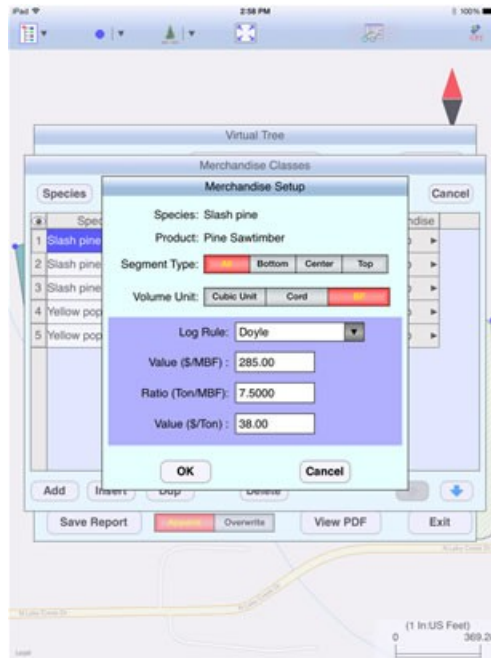 iPad
2:58 PM
100%
Virtual Tree
Merchandise Classes
Species
Cancel
Merchandise Setup
Species: Slash pine
Product: Pine Sawtimber
Segment Type: All Bottom Center Top
Volume Unit: Cubic Unit Cord BF
Log Rule: Doyle
Value ($/MBF) : 285.00
Ratio (Ton/MBF): 7.5000
Value ($/Ton) : 38.00
OK Cancel
1 Slash pine
2 Slash pine
3 Slash pine
4 Yellow pop
5 Yellow pop
Add Insert Dup Delete
Save Report Append Overwrite View PDF Exit
N Lake Creek Dr
(1 In:US Feet)
0 369.2
Legal